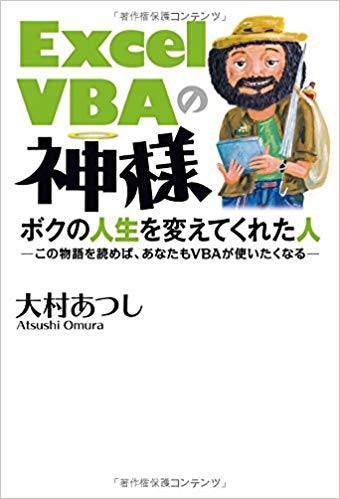 「著作権保護コンテンツ」
Excel
VBAの
神様
ボクの人生を変えてくれた人
―この物語を読めば、あなたもVBAが使いたくなる―
大村あつし
Atsushi Omura
「著作権保護コンテンツ」